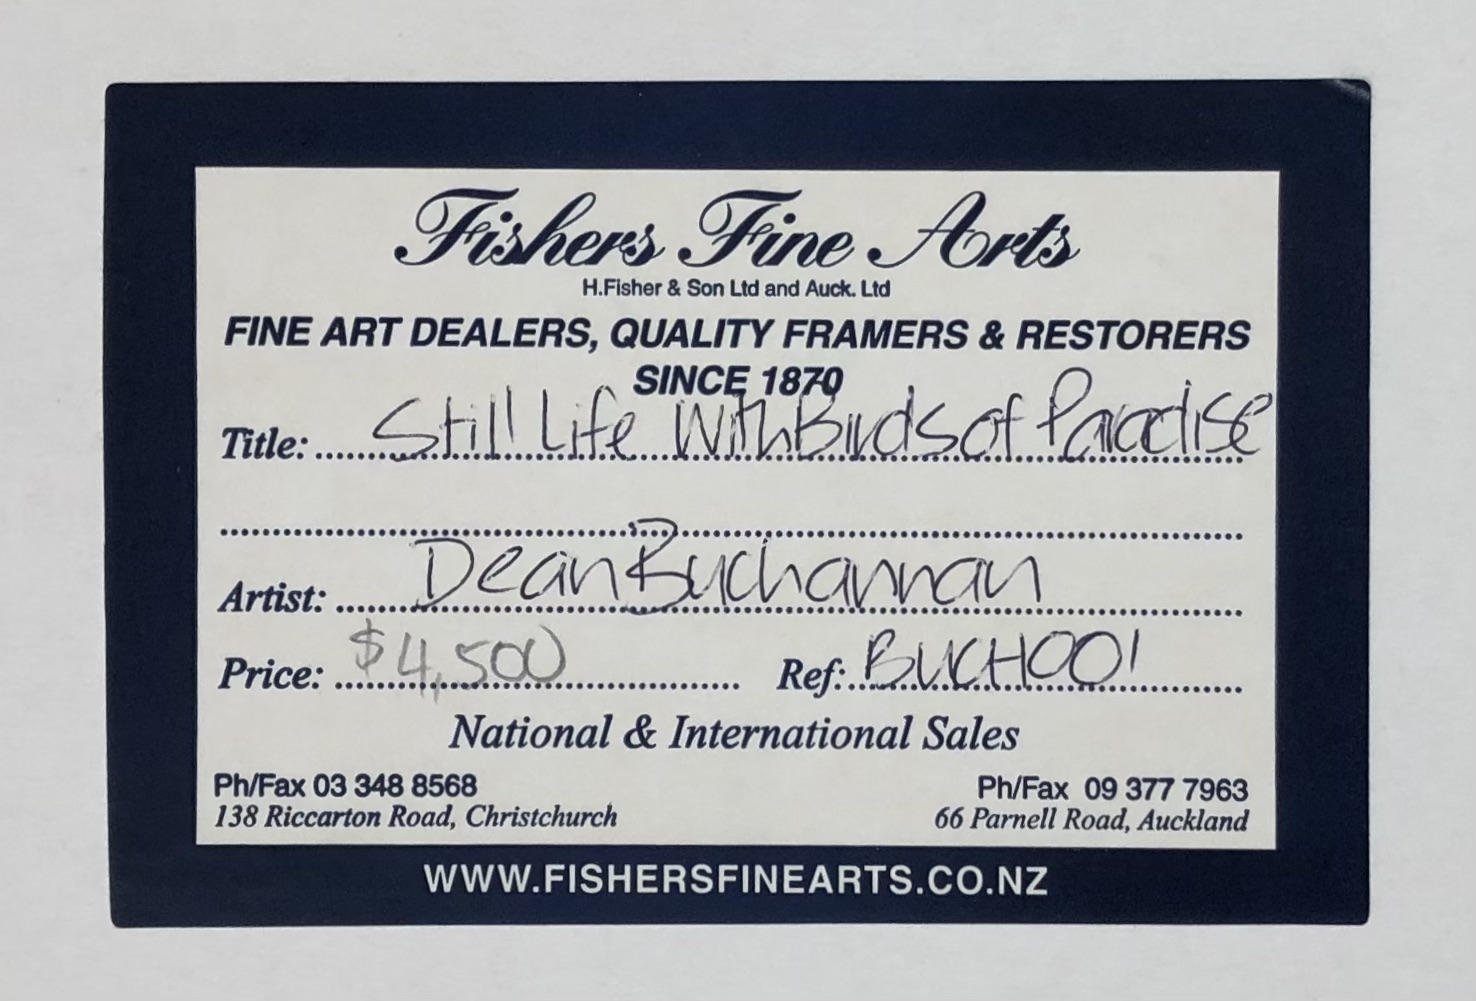 Fishers Fine Arts
H.Fisher & Son Ltd and Auck. Ltd
FINE ART DEALERS, QUALITY FRAMERS & RESTORERS
SINCE 1870
Title: Still Life With Birds of Paradise
Artist: Dean Buchannan
Price: $4,500 Ref: BUCH001
National & International Sales
Ph/Fax 03 348 8568 Ph/Fax 09 377 7963
138 Riccarton Road, Christchurch 66 Parnell Road, Auckland
WWW.FISHERSFINEARTS.CO.NZ